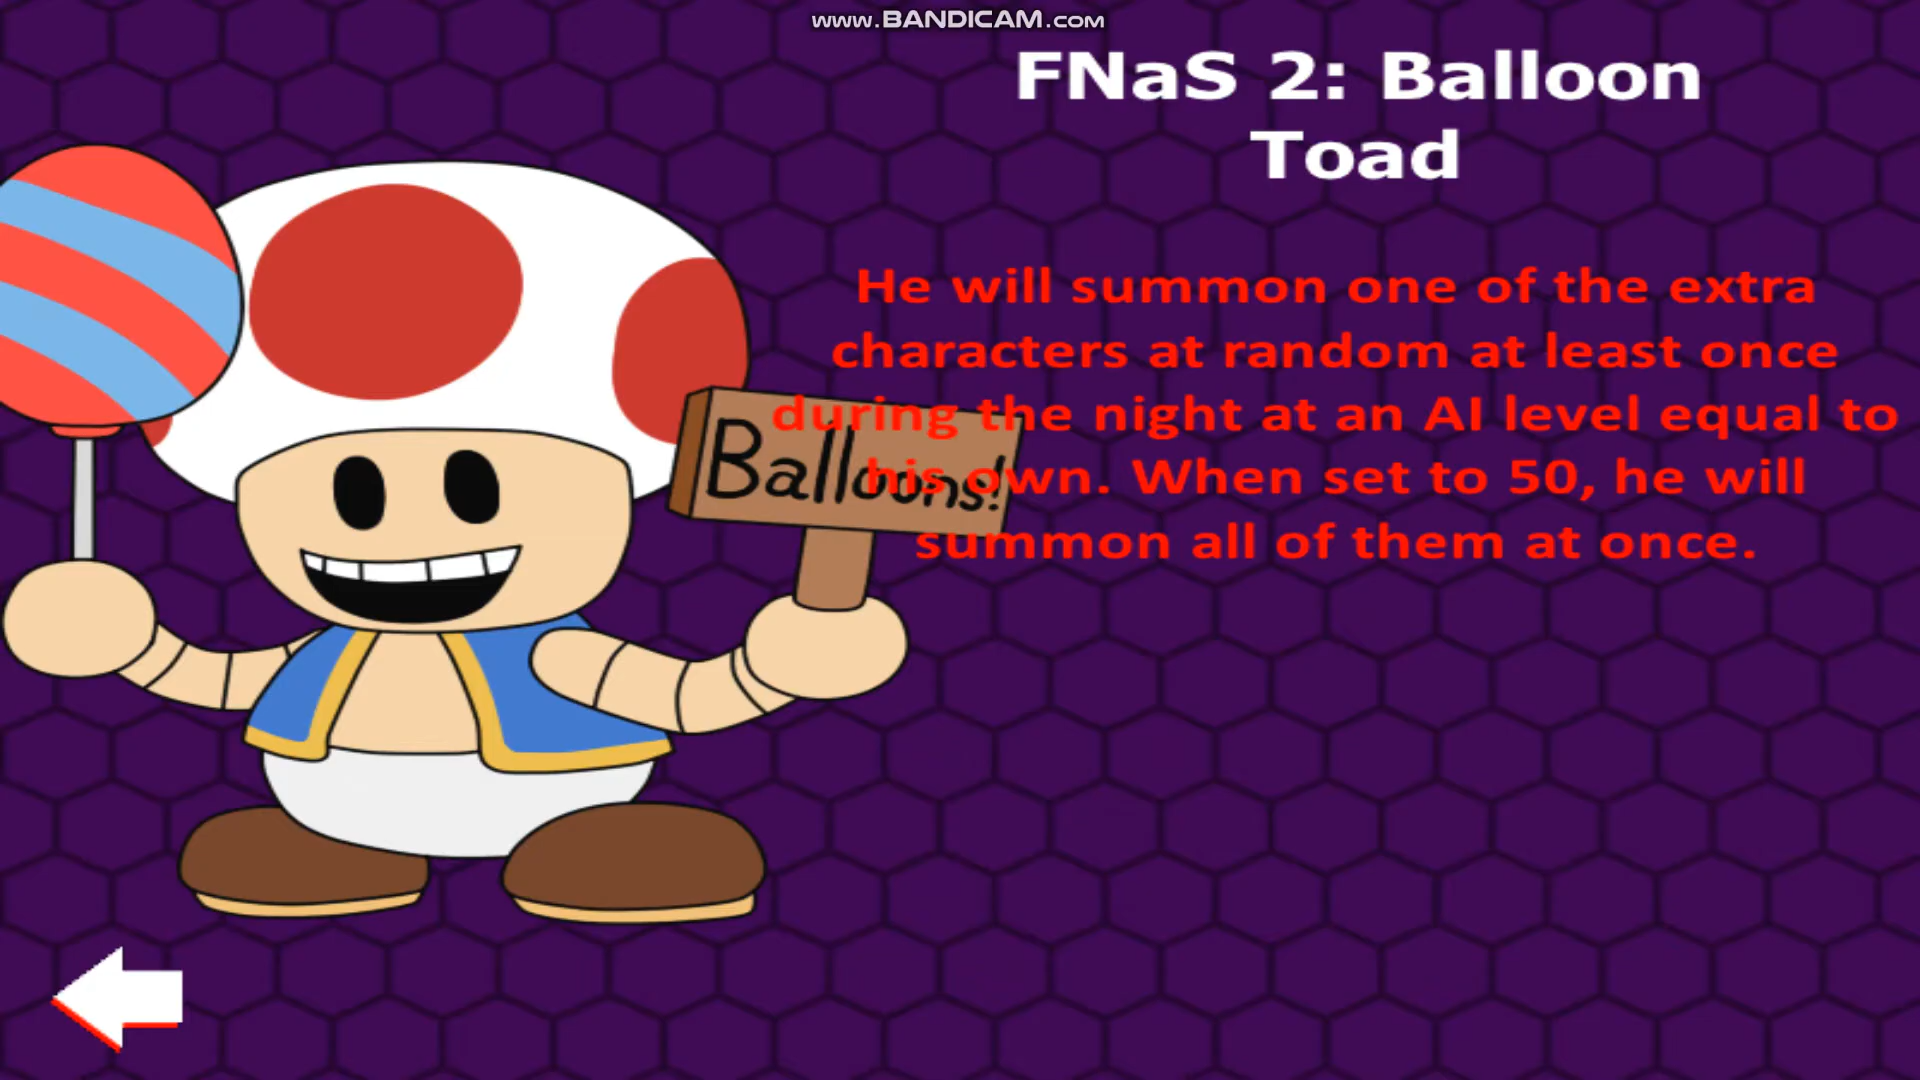 www.BANDICAM.com
FNaS 2: Balloon
Toad
He will summon one of the extra
characters at random at least once
during the night at an AI level equal to
his own. When set to 50, he will
summon all of them at once.
Balloons!